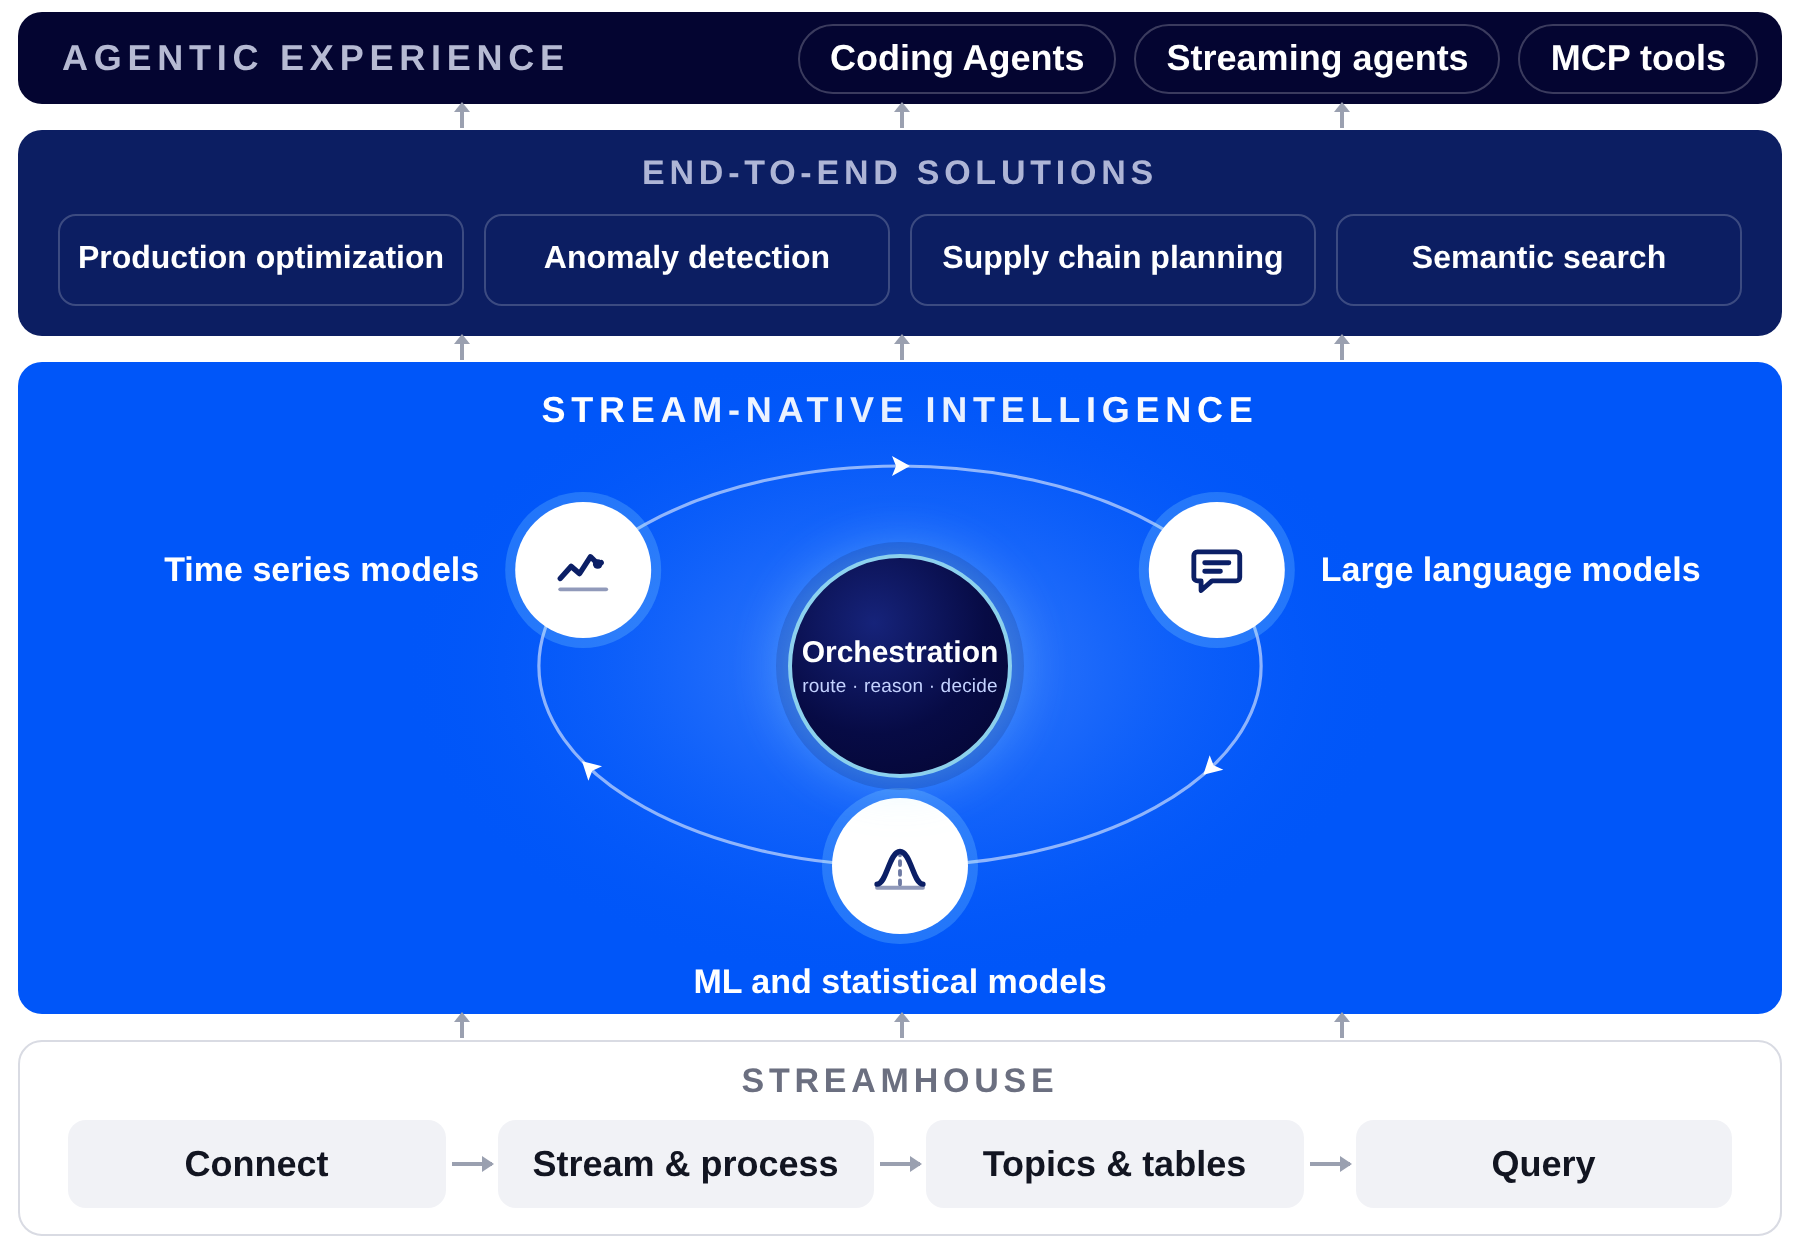 AGENTIC EXPERIENCE
Coding Agents
Streaming agents
MCP tools
END-TO-END SOLUTIONS
Production optimization
Anomaly detection
Supply chain planning
Semantic search
STREAM-NATIVE INTELLIGENCE
Time series models
Large language models
Orchestration
route · reason · decide
ML and statistical models
STREAMHOUSE
Connect
Stream & process
Topics & tables
Query